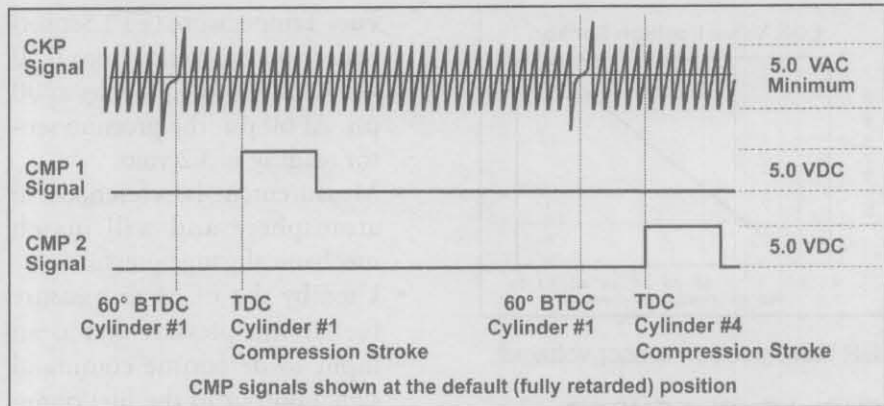 CKP
Signal
5.0 VAC
Minimum
CMP 1
Signal
5.0 VDC
CMP 2
Signal
5.0 VDC
60° BTDC
Cylinder #1
TDC
Cylinder #1
Compression Stroke
60° BTDC
Cylinder #1
TDC
Cylinder #4
Compression Stroke
CMP signals shown at the default (fully retarded) position